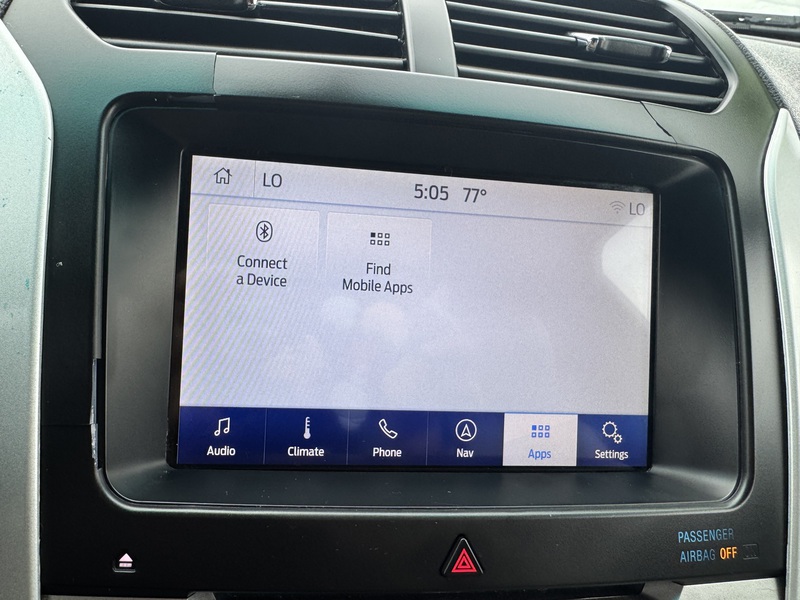 LO
5:05 77°
LO
Connect
a Device
Find
Mobile Apps
Audio
Climate
Phone
Nav
Apps
Settings
PASSENGER
AIRBAG OFF